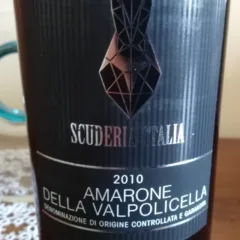 SCUDERIA ITALIA
2010
AMARONE
DELLA VALPOLICELLA
DENOMINAZIONE DI ORIGINE CONTROLLATA E GARANTITA